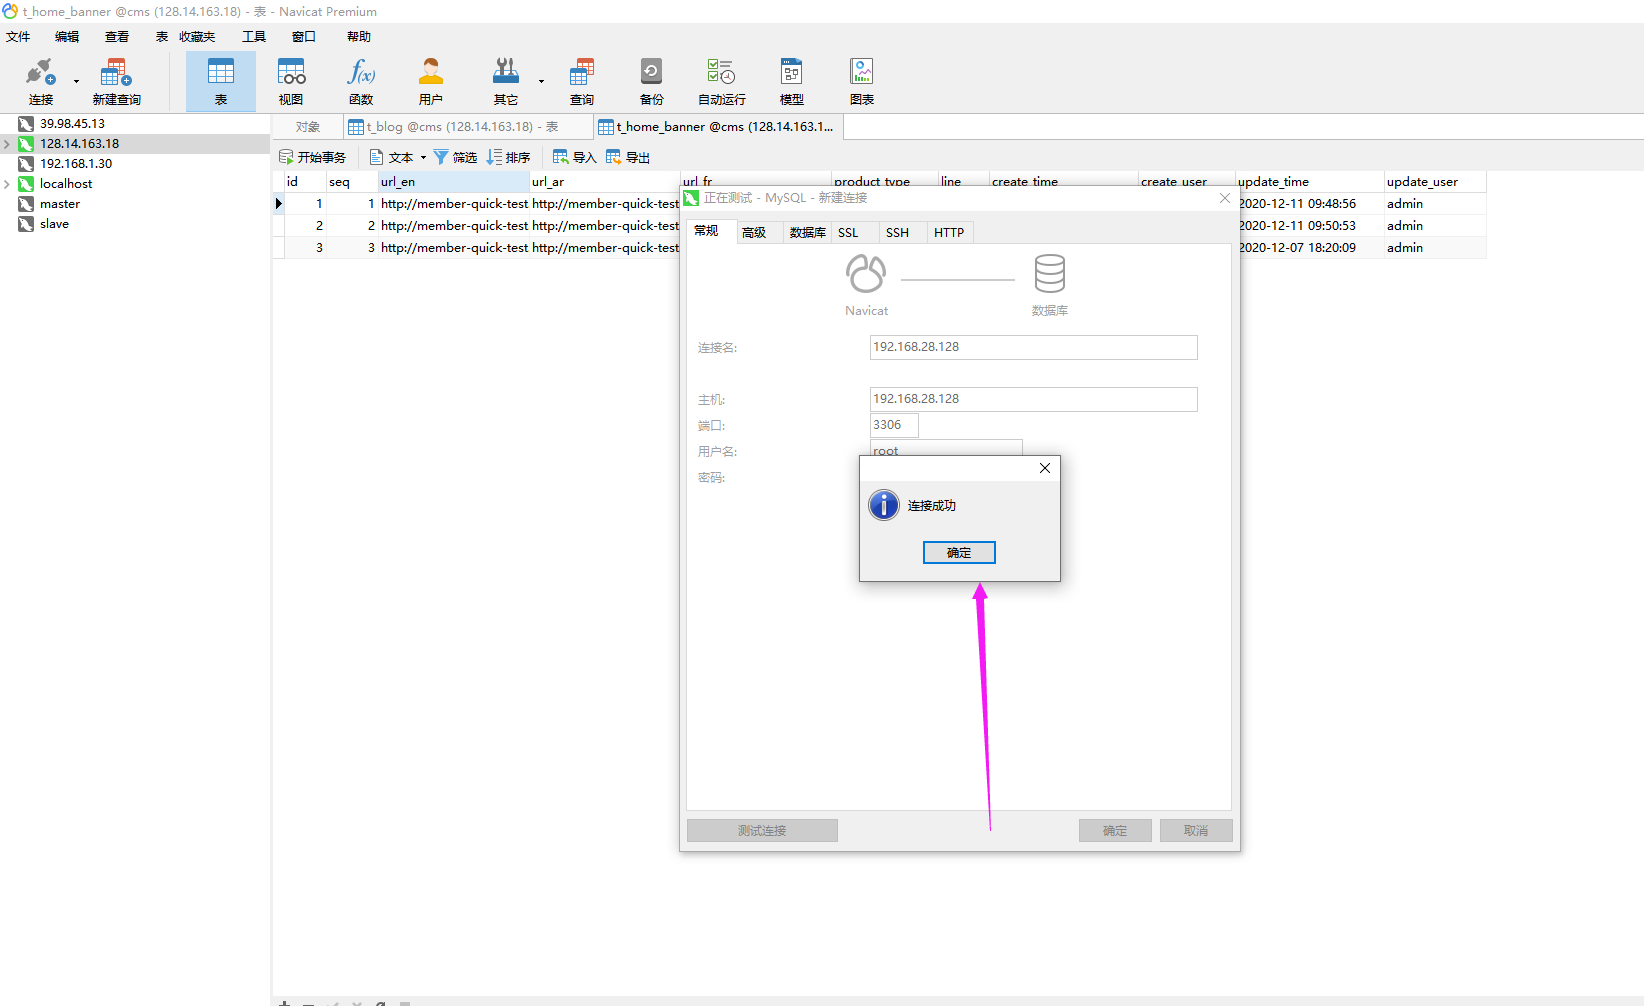 t_home_banner @cms (128.14.163.18) - 表 - Navicat Premium
文件 编辑 查看 表 收藏夹 工具 窗口 帮助
连接 新建查询 表 视图 函数 用户 其它 查询 备份 自动运行 模型 图表
39.98.45.13
128.14.163.18
192.168.1.30
localhost
master
slave
对象 t_blog @cms (128.14.163.18) - 表 t_home_banner @cms (128.14.163.1...
开始事务 文本 筛选 排序 导入 导出
id seq url_en url_ar url_fr product_type line create_time create_user update_time update_user
1 1 http://member-quick-test http://member-quick-test 2020-12-11 09:48:56 admin
2 2 http://member-quick-test http://member-quick-test 2020-12-11 09:50:53 admin
3 3 http://member-quick-test http://member-quick-test 2020-12-07 18:20:09 admin
正在测试 - MySQL - 新建连接
常规 高级 数据库 SSL SSH HTTP
Navicat 数据库
连接名: 192.168.28.128
主机: 192.168.28.128
端口: 3306
用户名: root
密码:
连接成功
确定
测试连接 确定 取消